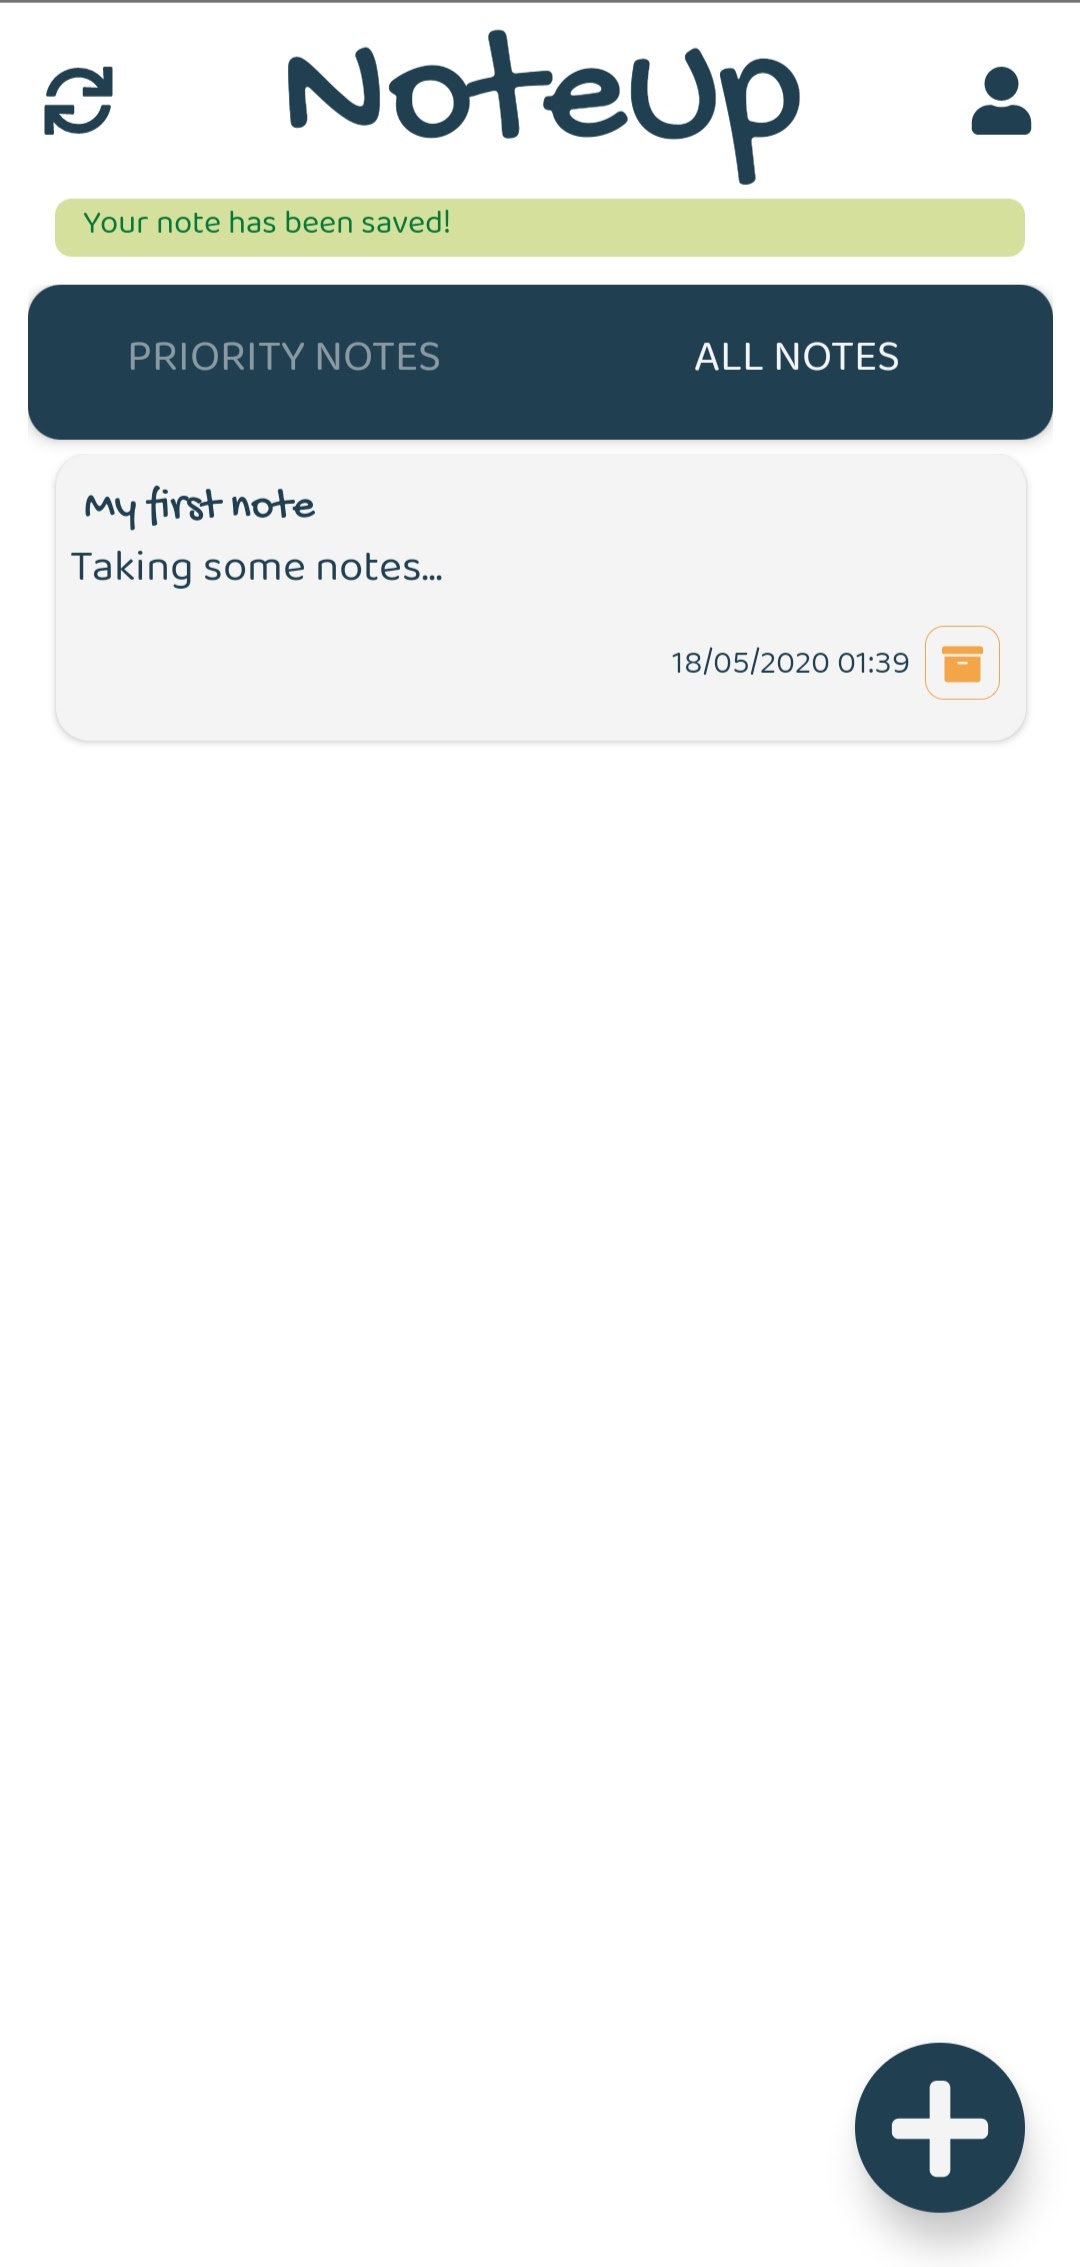 NoteUp
Your note has been saved!
PRIORITY NOTES
ALL NOTES
My first note
Taking some notes...
18/05/2020 01:39